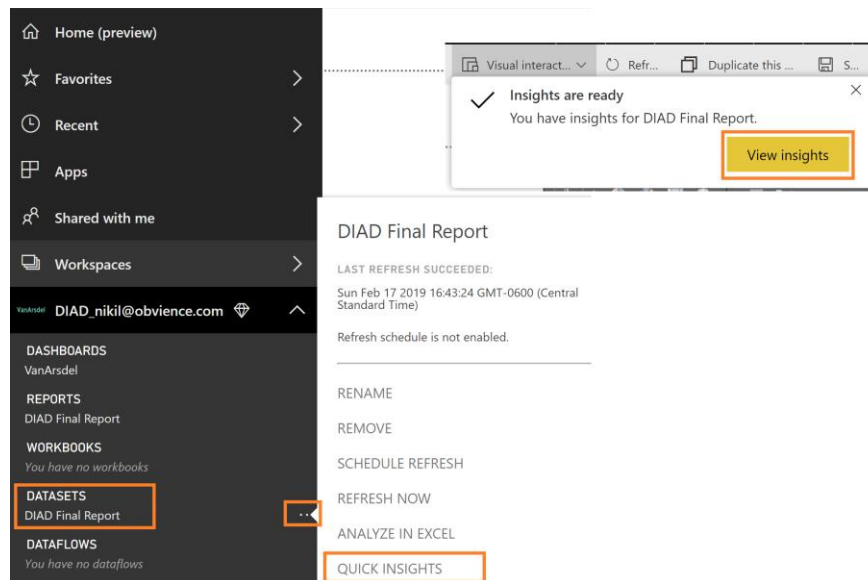 Home (preview)
Favorites
Recent
Apps
Shared with me
Workspaces
VanArsdel DIAD_nikil@obvience.com
DASHBOARDS
VanArsdel
REPORTS
DIAD Final Report
WORKBOOKS
You have no workbooks
DATASETS
DIAD Final Report
...
DATAFLOWS
You have no dataflows
Visual interact... Refr... Duplicate this ... S...
Insights are ready
You have insights for DIAD Final Report.
View insights
DIAD Final Report
LAST REFRESH SUCCEEDED:
Sun Feb 17 2019 16:43:24 GMT-0600 (Central
Standard Time)
Refresh schedule is not enabled.
RENAME
REMOVE
SCHEDULE REFRESH
REFRESH NOW
ANALYZE IN EXCEL
QUICK INSIGHTS